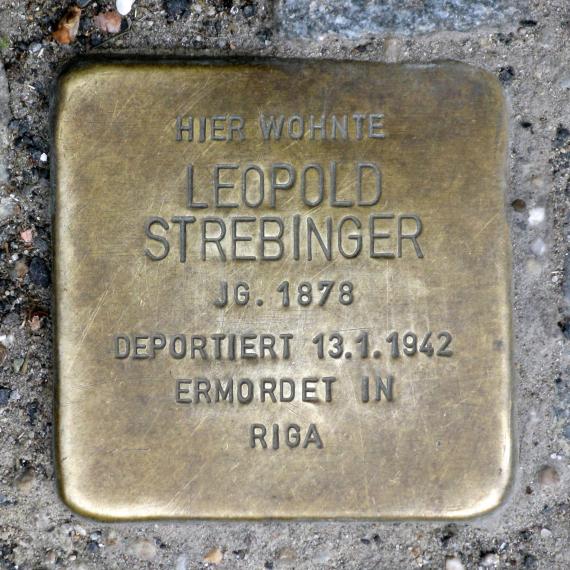 HIER WOHNTE
LEOPOLD
STREBINGER
JG. 1878
DEPORTIERT 13.1.1942
ERMORDET IN
RIGA